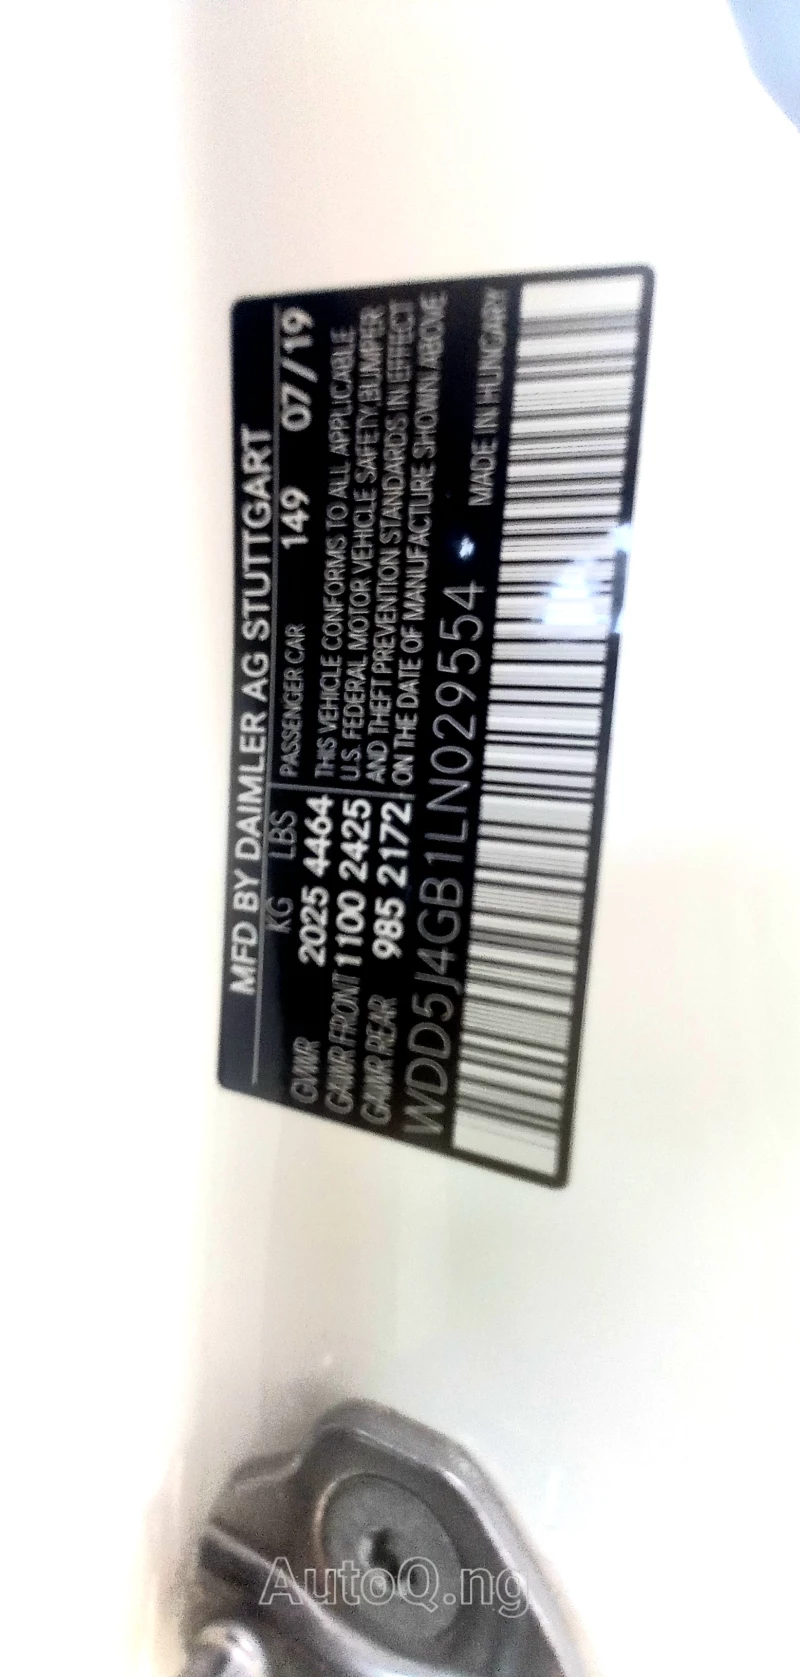 MFD BY DAIMLER AG STUTTGART
KG LBS
GVWR 2025 4464
GAWR FRONT 1100 2425
GAWR REAR 985 2172
PASSENGER CAR 149 07/19
THIS VEHICLE CONFORMS TO ALL APPLICABLE
U.S. FEDERAL MOTOR VEHICLE SAFETY, BUMPER
AND THEFT PREVENTION STANDARDS IN EFFECT
ON THE DATE OF MANUFACTURE SHOWN ABOVE
WDD5J4GB1LN029554
MADE IN HUNGARY
AutoQ.ng